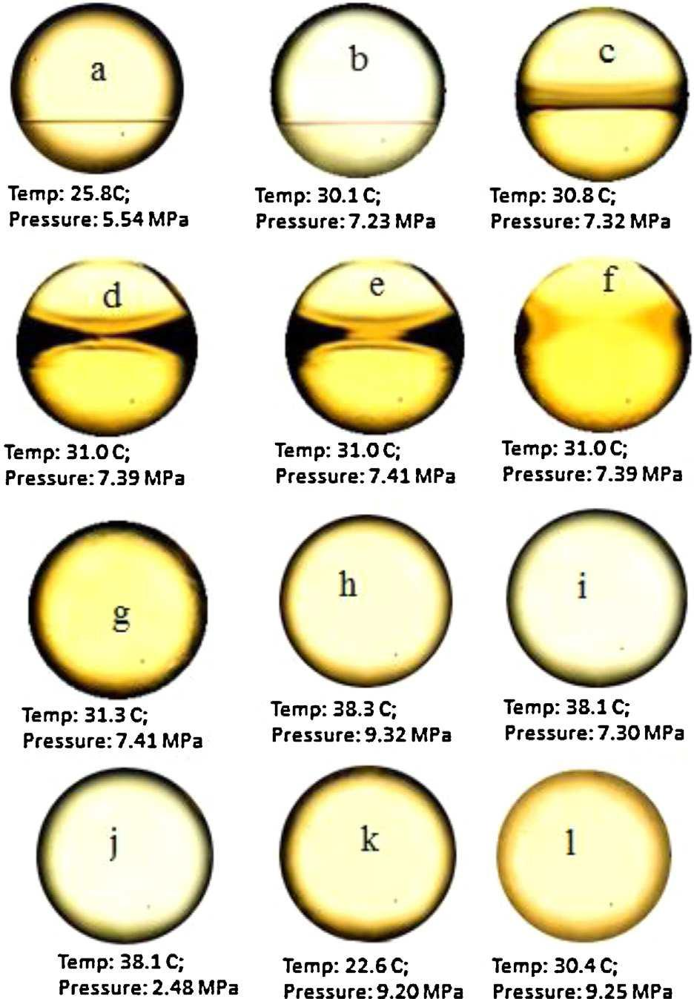 a
b
c
Temp: 25.8C;
Pressure: 5.54 MPa
Temp: 30.1 C;
Pressure: 7.23 MPa
Temp: 30.8 C;
Pressure: 7.32 MPa
d
e
f
Temp: 31.0 C;
Pressure: 7.39 MPa
Temp: 31.0 C;
Pressure: 7.41 MPa
Temp: 31.0 C;
Pressure: 7.39 MPa
g
h
i
Temp: 31.3 C;
Pressure: 7.41 MPa
Temp: 38.3 C;
Pressure: 9.32 MPa
Temp: 38.1 C;
Pressure: 7.30 MPa
j
k
l
Temp: 38.1 C;
Pressure: 2.48 MPa
Temp: 22.6 C;
Pressure: 9.20 MPa
Temp: 30.4 C;
Pressure: 9.25 MPa